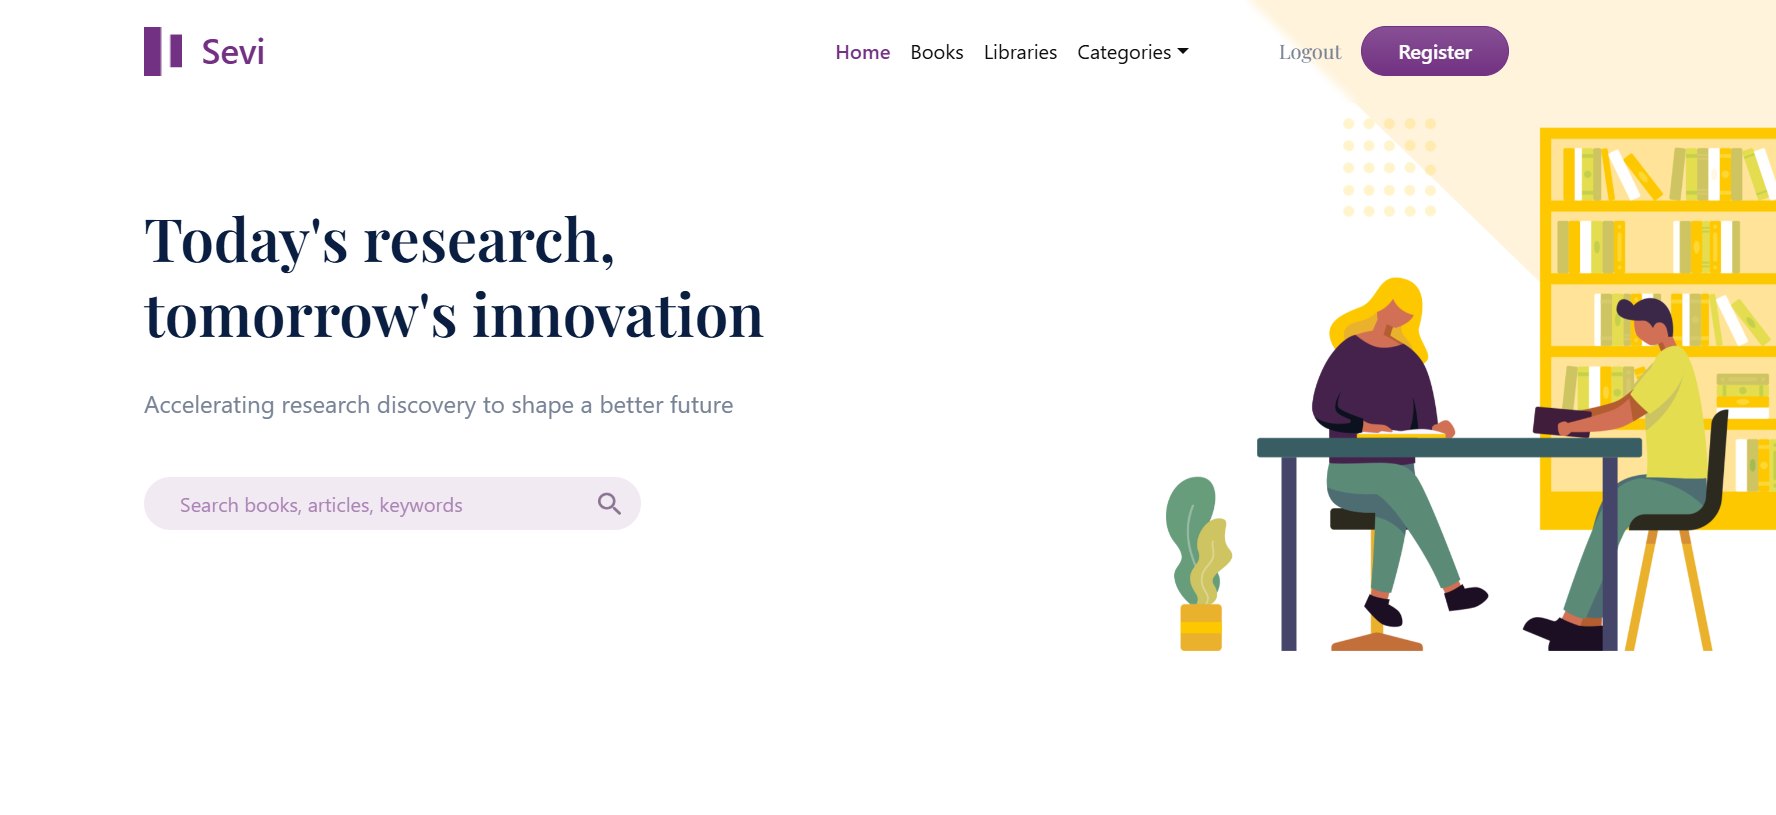 Sevi
Home Books Libraries Categories Logout Register
Today's research,
tomorrow's innovation
Accelerating research discovery to shape a better future
Search books, articles, keywords